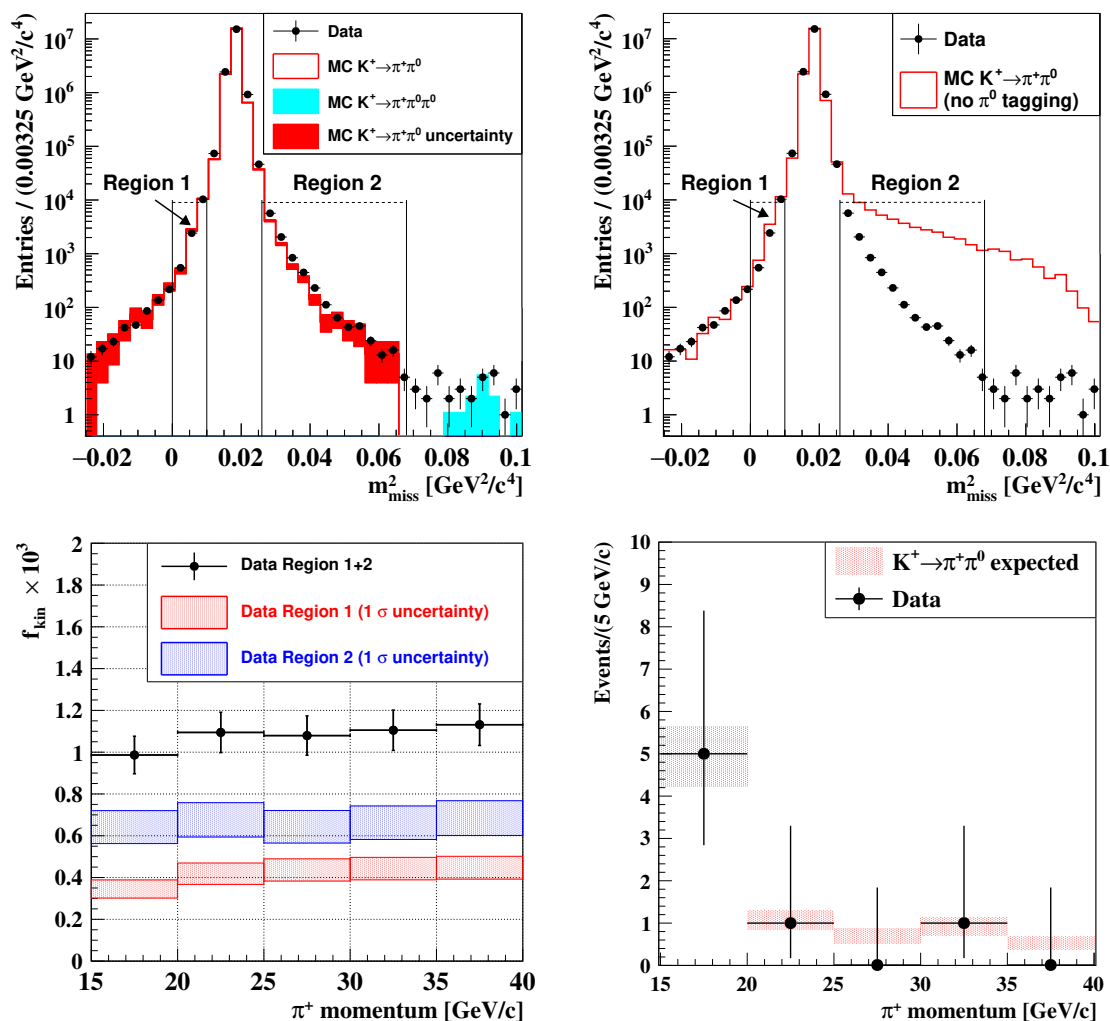 Entries / (0.00325 GeV²/c⁴)
10⁷
10⁶
10⁵
10⁴
10³
10²
10
1
Data
MC K⁺→π⁺π⁰
MC K⁺→π⁺π⁰π⁰
MC K⁺→π⁺π⁰ uncertainty
Region 1
Region 2
−0.02 0 0.02 0.04 0.06 0.08 0.1
m²miss [GeV²/c⁴]
Entries / (0.00325 GeV²/c⁴)
10⁷
10⁶
10⁵
10⁴
10³
10²
10
1
Data
MC K⁺→π⁺π⁰
(no π⁰ tagging)
Region 1
Region 2
−0.02 0 0.02 0.04 0.06 0.08 0.1
m²miss [GeV²/c⁴]
fkin × 10³
2
1.8
1.6
1.4
1.2
1
0.8
0.6
0.4
0.2
0
Data Region 1+2
Data Region 1 (1 σ uncertainty)
Data Region 2 (1 σ uncertainty)
15 20 25 30 35 40
π⁺ momentum [GeV/c]
Events/(5 GeV/c)
10
9
8
7
6
5
4
3
2
1
0
K⁺→π⁺π⁰ expected
Data
15 20 25 30 35 40
π⁺ momentum [GeV/c]